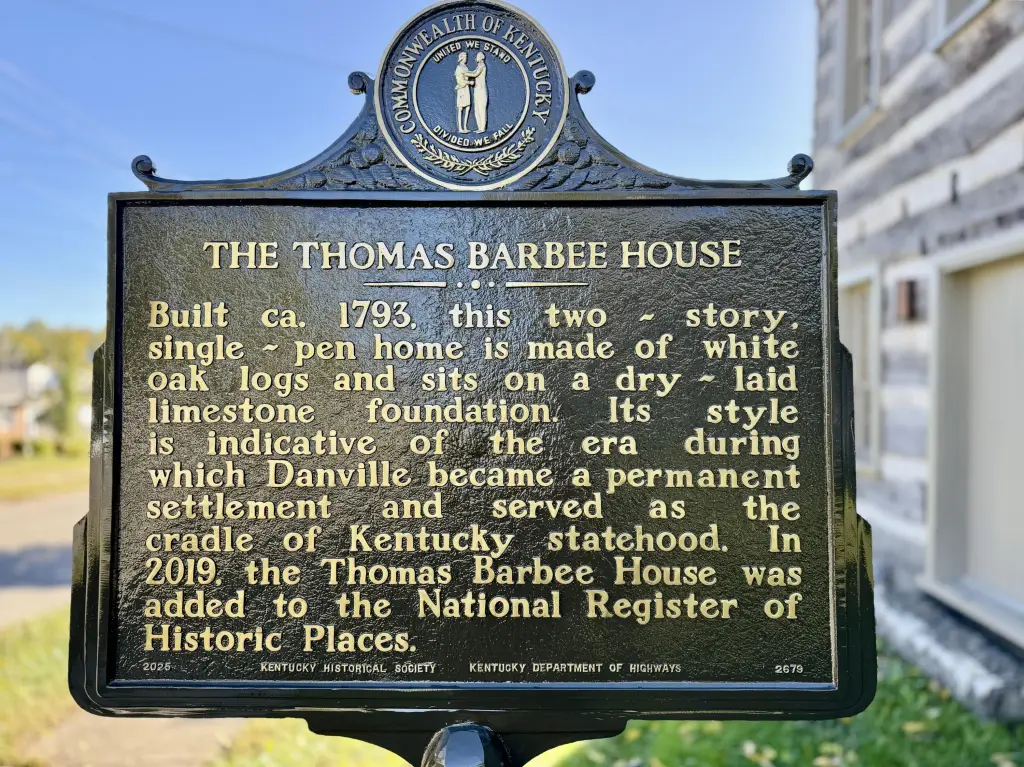 COMMONWEALTH OF KENTUCKY
UNITED WE STAND
DIVIDED WE FALL
THE THOMAS BARBEE HOUSE
Built ca. 1793, this two - story,
single - pen home is made of white
oak logs and sits on a dry - laid
limestone foundation. Its style
is indicative of the era during
which Danville became a permanent
settlement and served as the
cradle of Kentucky statehood. In
2019, the Thomas Barbee House was
added to the National Register of
Historic Places.
2025 KENTUCKY HISTORICAL SOCIETY KENTUCKY DEPARTMENT OF HIGHWAYS 2679